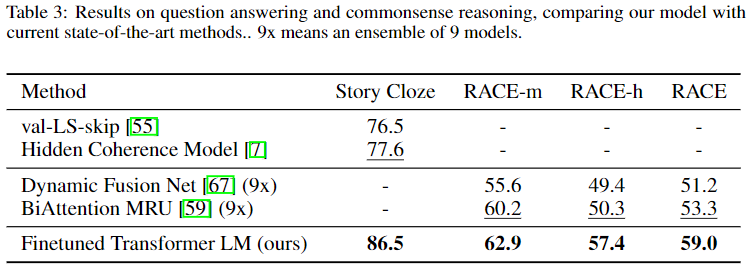 Table 3: Results on question answering and commonsense reasoning, comparing our model with
current state-of-the-art methods.. 9x means an ensemble of 9 models.
Method Story Cloze RACE-m RACE-h RACE
val-LS-skip [55] 76.5 - - -
Hidden Coherence Model [7] 77.6 - - -
Dynamic Fusion Net [67] (9x) - 55.6 49.4 51.2
BiAttention MRU [59] (9x) - 60.2 50.3 53.3
Finetuned Transformer LM (ours) 86.5 62.9 57.4 59.0